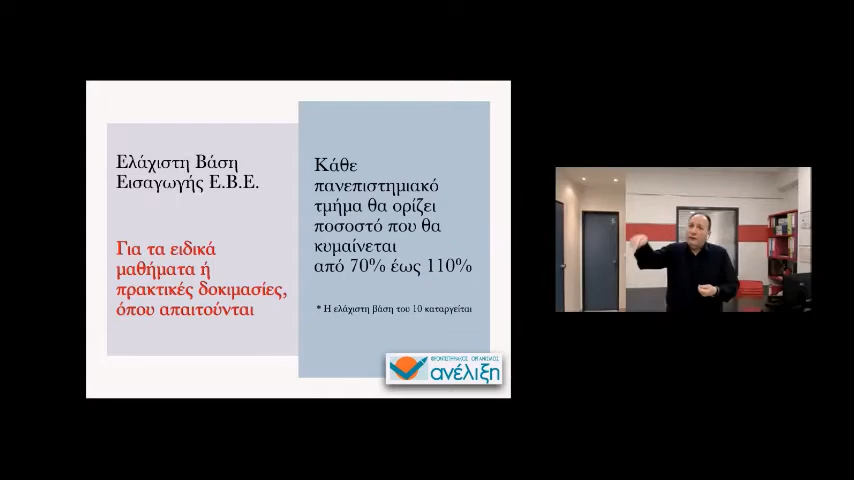 Ελάχιστη Βάση
Εισαγωγής Ε.Β.Ε.
Για τα ειδικά
μαθήματα ή
πρακτικές δοκιμασίες,
όπου απαιτούνται
Κάθε
πανεπιστημιακό
τμήμα θα ορίζει
ποσοστό που θα
κυμαίνεται
από 70% έως 110%
* Η ελάχιστη βάση του 10 καταργείται
ΦΡΟΝΤΙΣΤΗΡΙΑΚΟΣ ΟΡΓΑΝΙΣΜΟΣ
ανέλιξη